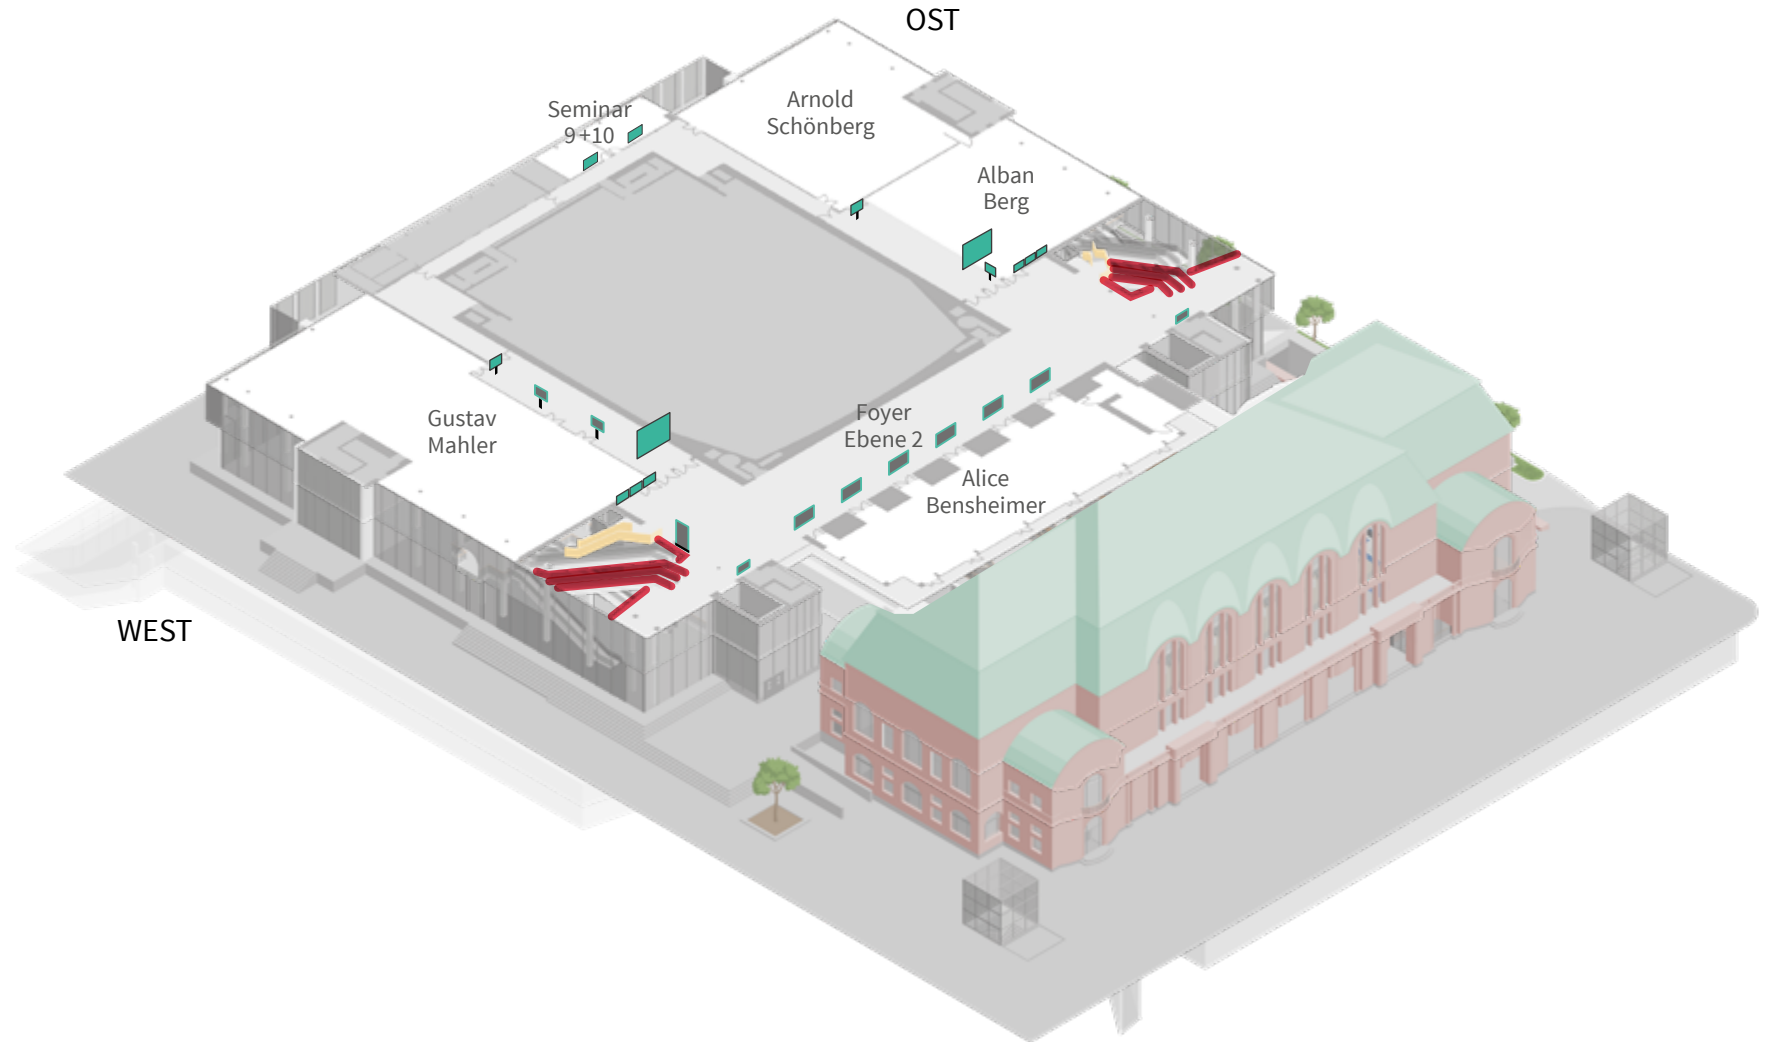 OST
Arnold
Schönberg
Seminar
9+10
Alban
Berg
Gustav
Mahler
Foyer
Ebene 2
Alice
Bensheimer
WEST